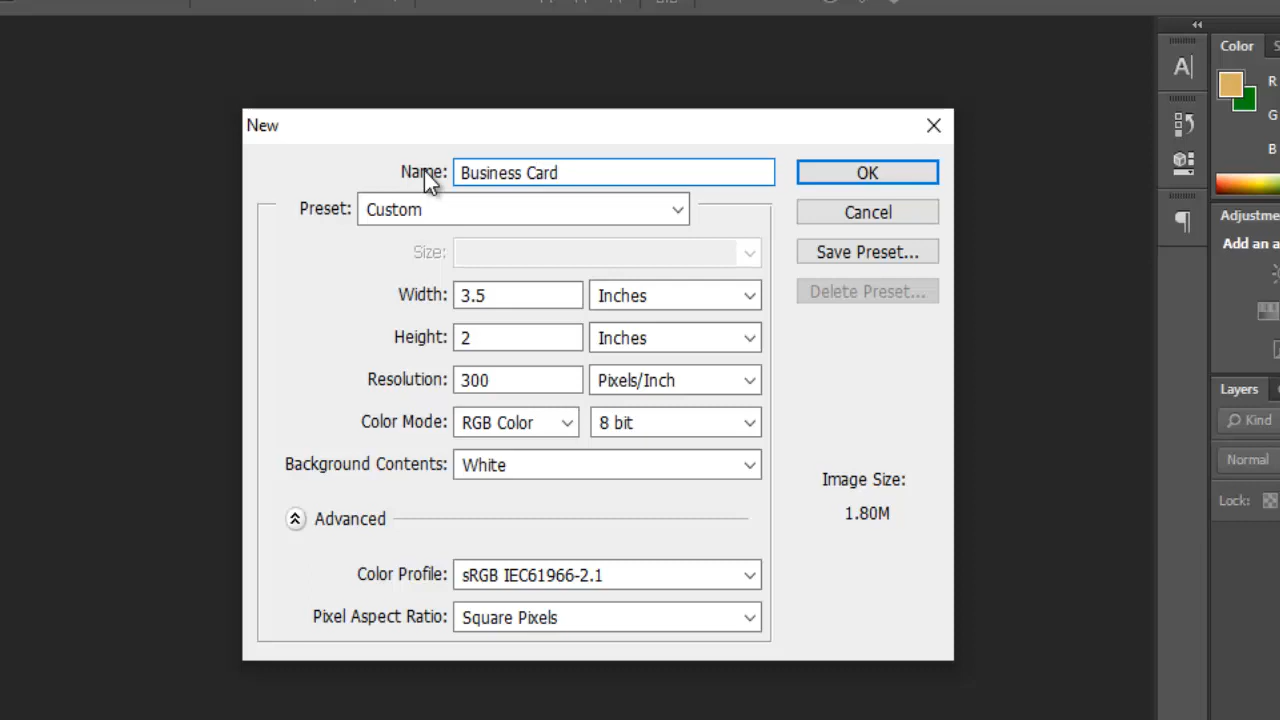 Color
A
R
G
B
New
Name: Business Card
OK
Preset: Custom
Cancel
Size:
Save Preset...
Width: 3.5 Inches
Delete Preset...
Height: 2 Inches
Resolution: 300 Pixels/Inch
Color Mode: RGB Color 8 bit
Background Contents: White
Image Size:
1.80M
Advanced
Color Profile: sRGB IEC61966-2.1
Pixel Aspect Ratio: Square Pixels
Adjustme
Add an a
Layers
Kind
Normal
Lock: